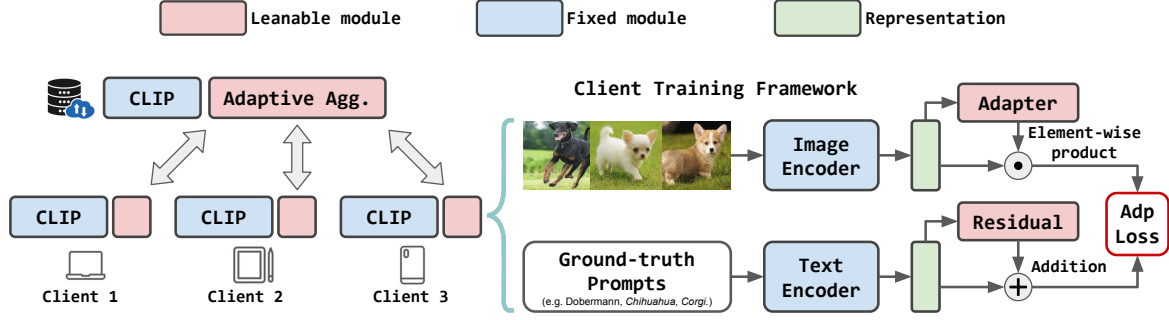 Leanable module
Fixed module
Representation
CLIP
Adaptive Agg.
CLIP
CLIP
CLIP
Client 1
Client 2
Client 3
Client Training Framework
Image
Encoder
Adapter
Element-wise
product
Ground-truth
Prompts
(e.g. Dobermann, Chihuahua, Corgi.)
Text
Encoder
Residual
Addition
Adp
Loss